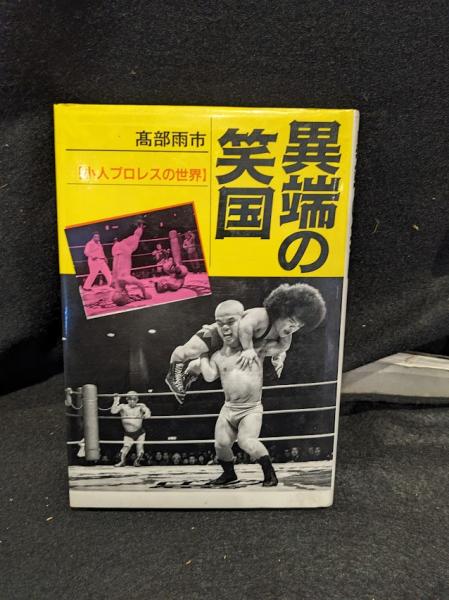 異端の
笑国
髙部雨市
【小人プロレスの世界】